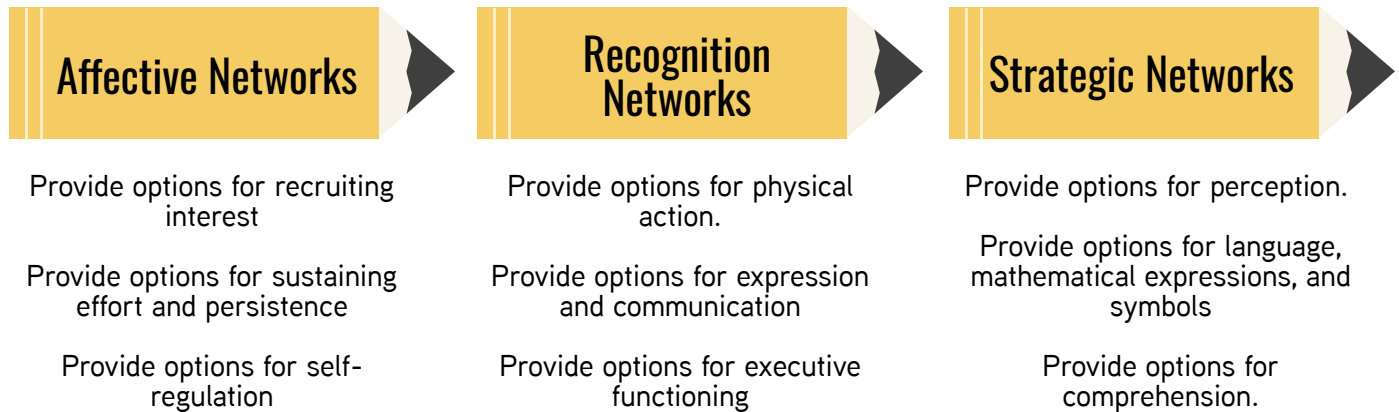 Affective Networks
Provide options for recruiting
interest
Provide options for sustaining
effort and persistence
Provide options for self-
regulation
Recognition
Networks
Provide options for physical
action.
Provide options for expression
and communication
Provide options for executive
functioning
Strategic Networks
Provide options for perception.
Provide options for language,
mathematical expressions, and
symbols
Provide options for
comprehension.